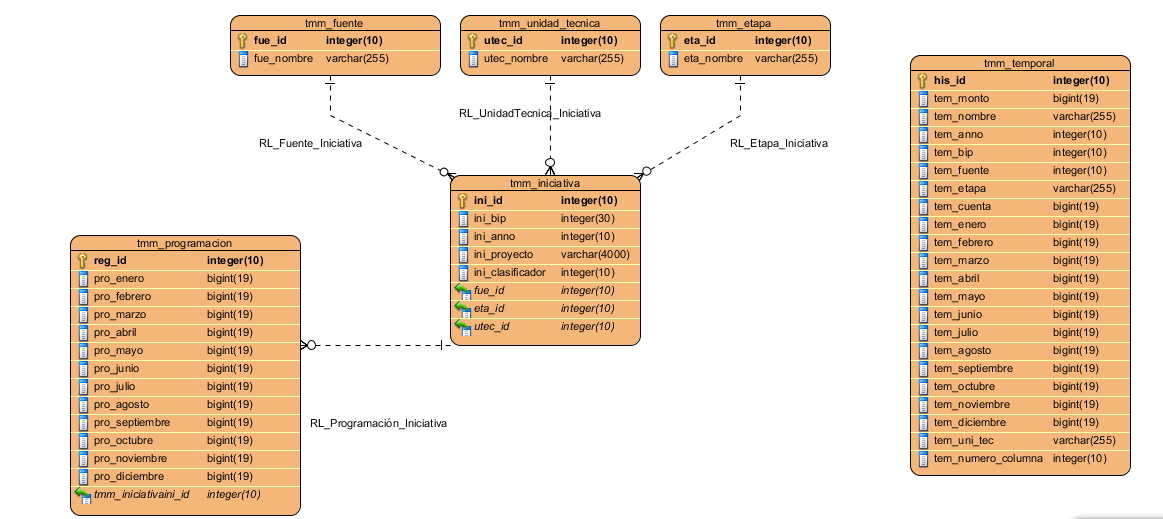 tmm_fuente
fue_id integer(10)
fue_nombre varchar(255)
tmm_unidad_tecnica
utec_id integer(10)
utec_nombre varchar(255)
tmm_etapa
eta_id integer(10)
eta_nombre varchar(255)
RL_Fuente_Iniciativa
RL_UnidadTecnica_Iniciativa
RL_Etapa_Iniciativa
tmm_iniciativa
ini_id integer(10)
ini_bip integer(30)
ini_anno integer(10)
ini_proyecto varchar(4000)
ini_clasificador integer(10)
fue_id integer(10)
eta_id integer(10)
utec_id integer(10)
tmm_programacion
reg_id integer(10)
pro_enero bigint(19)
pro_febrero bigint(19)
pro_marzo bigint(19)
pro_abril bigint(19)
pro_mayo bigint(19)
pro_junio bigint(19)
pro_julio bigint(19)
pro_agosto bigint(19)
pro_septiembre bigint(19)
pro_octubre bigint(19)
pro_noviembre bigint(19)
pro_diciembre bigint(19)
tmm_iniciativaini_id integer(10)
RL_Programación_Iniciativa
tmm_temporal
his_id integer(10)
tem_monto bigint(19)
tem_nombre varchar(255)
tem_anno integer(10)
tem_bip integer(10)
tem_fuente integer(10)
tem_etapa varchar(255)
tem_cuenta bigint(19)
tem_enero bigint(19)
tem_febrero bigint(19)
tem_marzo bigint(19)
tem_abril bigint(19)
tem_mayo bigint(19)
tem_junio bigint(19)
tem_julio bigint(19)
tem_agosto bigint(19)
tem_septiembre bigint(19)
tem_octubre bigint(19)
tem_noviembre bigint(19)
tem_diciembre bigint(19)
tem_uni_tec varchar(255)
tem_numero_columna integer(10)